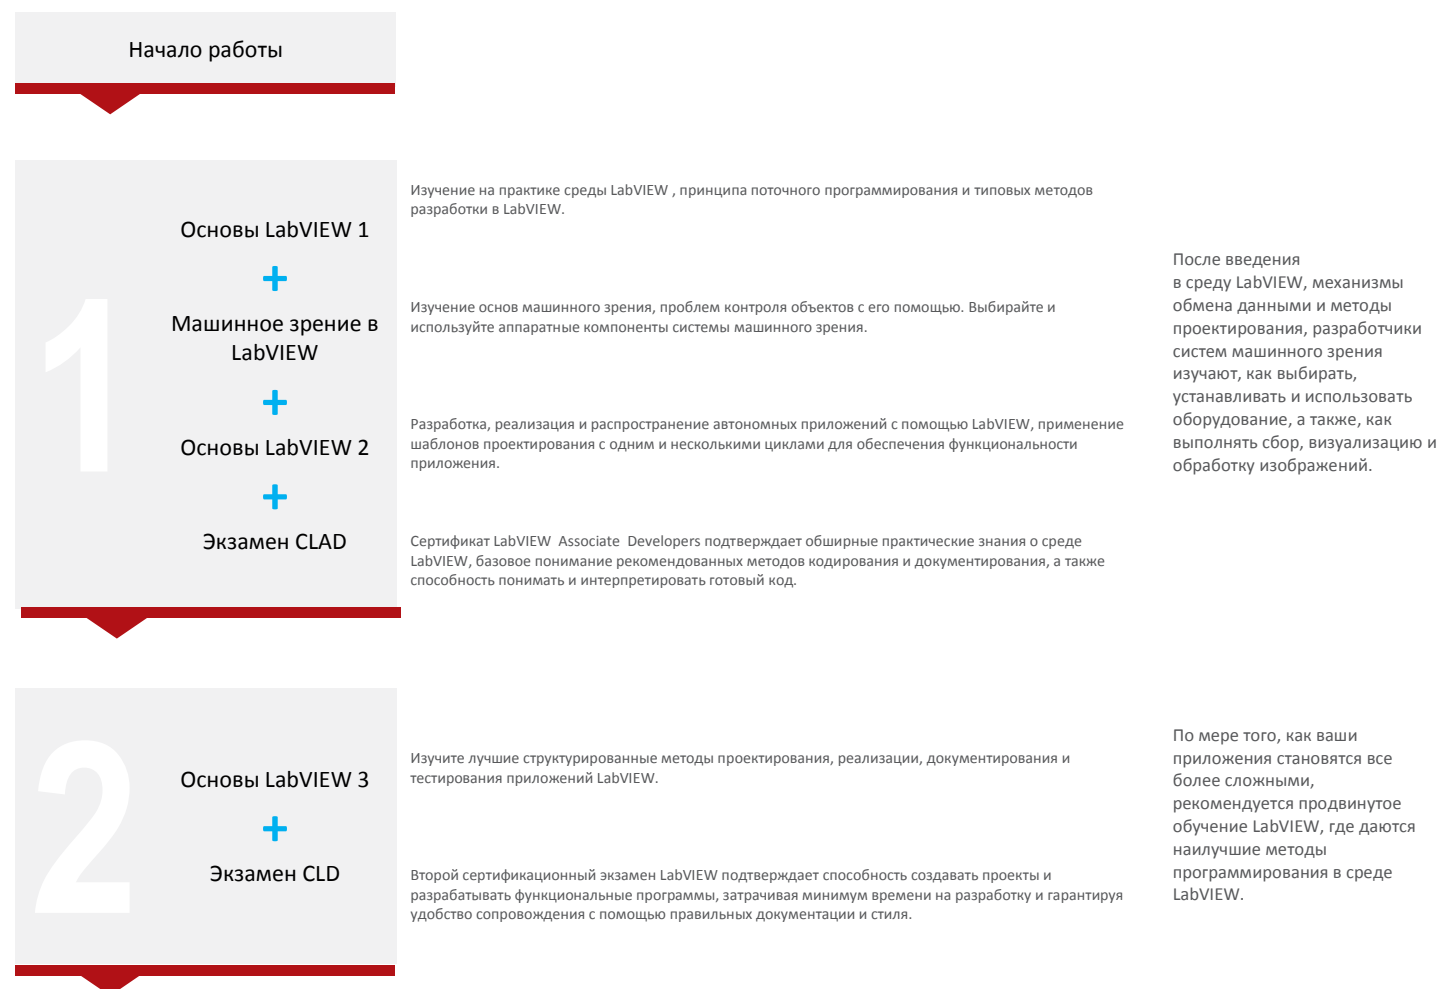 Начало работы
1
Основы LabVIEW 1
+
Машинное зрение в
LabVIEW
+
Основы LabVIEW 2
+
Экзамен CLAD
Изучение на практике среды LabVIEW , принципа поточного программирования и типовых методов
разработки в LabVIEW.
Изучение основ машинного зрения, проблем контроля объектов с его помощью. Выбирайте и
используйте аппаратные компоненты системы машинного зрения.
Разработка, реализация и распространение автономных приложений с помощью LabVIEW, применение
шаблонов проектирования с одним и несколькими циклами для обеспечения функциональности
приложения.
Сертификат LabVIEW  Associate  Developers подтверждает обширные практические знания о среде
LabVIEW, базовое понимание рекомендованных методов кодирования и документирования, а также
способность понимать и интерпретировать готовый код.
После введения
в среду LabVIEW, механизмы
обмена данными и методы
проектирования, разработчики
систем машинного зрения
изучают, как выбирать,
устанавливать и использовать
оборудование, а также, как
выполнять сбор, визуализацию и
обработку изображений.
2
Основы LabVIEW 3
+
Экзамен CLD
Изучите лучшие структурированные методы проектирования, реализации, документирования и
тестирования приложений LabVIEW.
Второй сертификационный экзамен LabVIEW подтверждает способность создавать проекты и
разрабатывать функциональные программы, затрачивая минимум времени на разработку и гарантируя
удобство сопровождения с помощью правильных документации и стиля.
По мере того, как ваши
приложения становятся все
более сложными,
рекомендуется продвинутое
обучение LabVIEW, где даются
наилучшие методы
программирования в среде
LabVIEW.